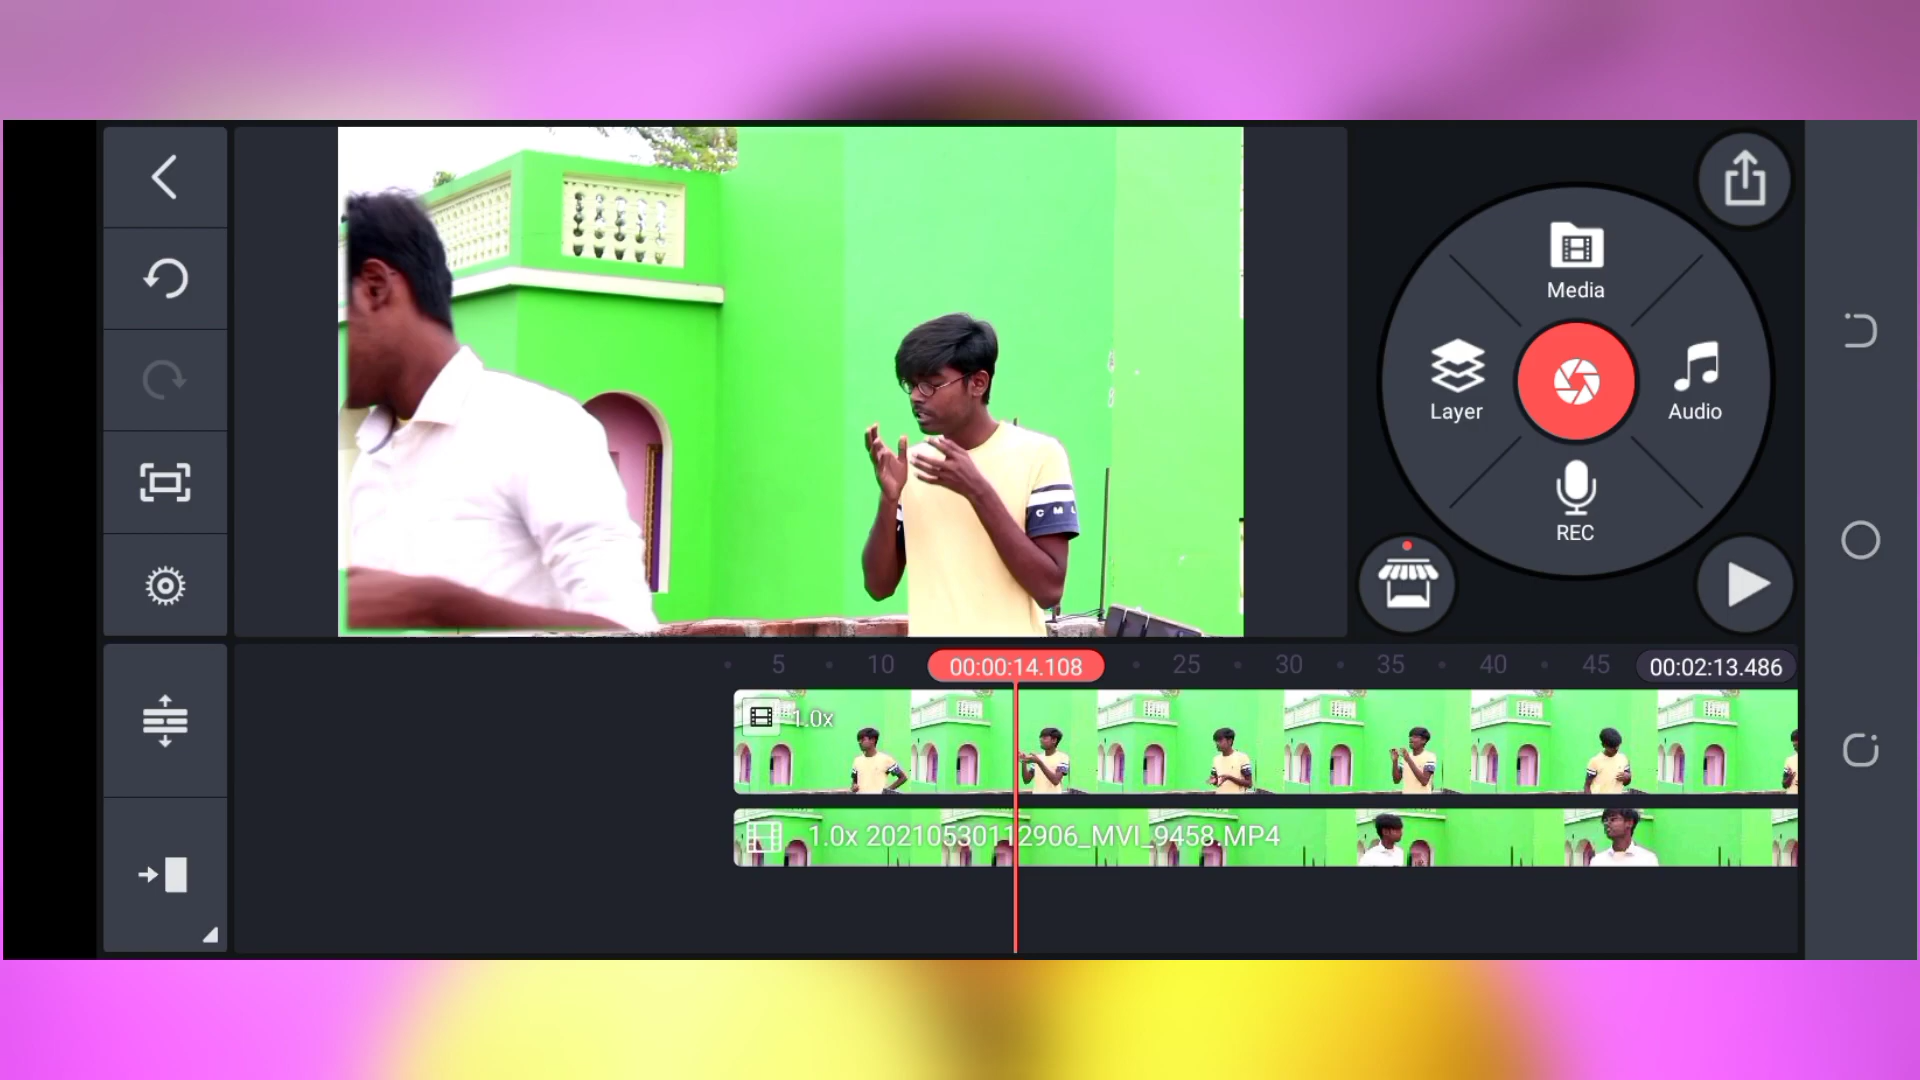 Media
Layer
Audio
REC
C M
5
10
00:00:14.108
25
30
35
40
45
00:02:13.486
1.0x
1.0x 20210530112906_MVI_9458.MP4